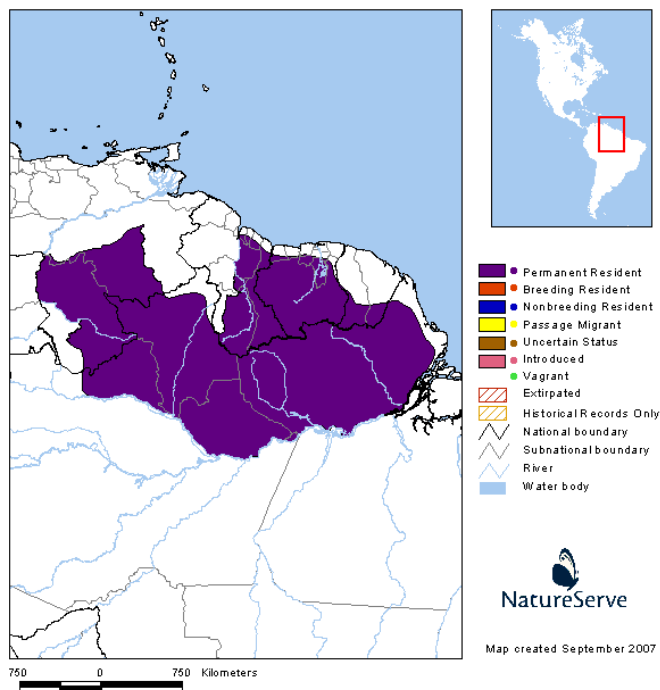 Permanent Resident
Breeding Resident
Nonbreeding Resident
Passage Migrant
Uncertain Status
Introduced
Vagrant
Extirpated
Historical Records Only
National boundary
Subnational boundary
River
Water body
NatureServe
Map created September 2007
750 0 750 Kilometers